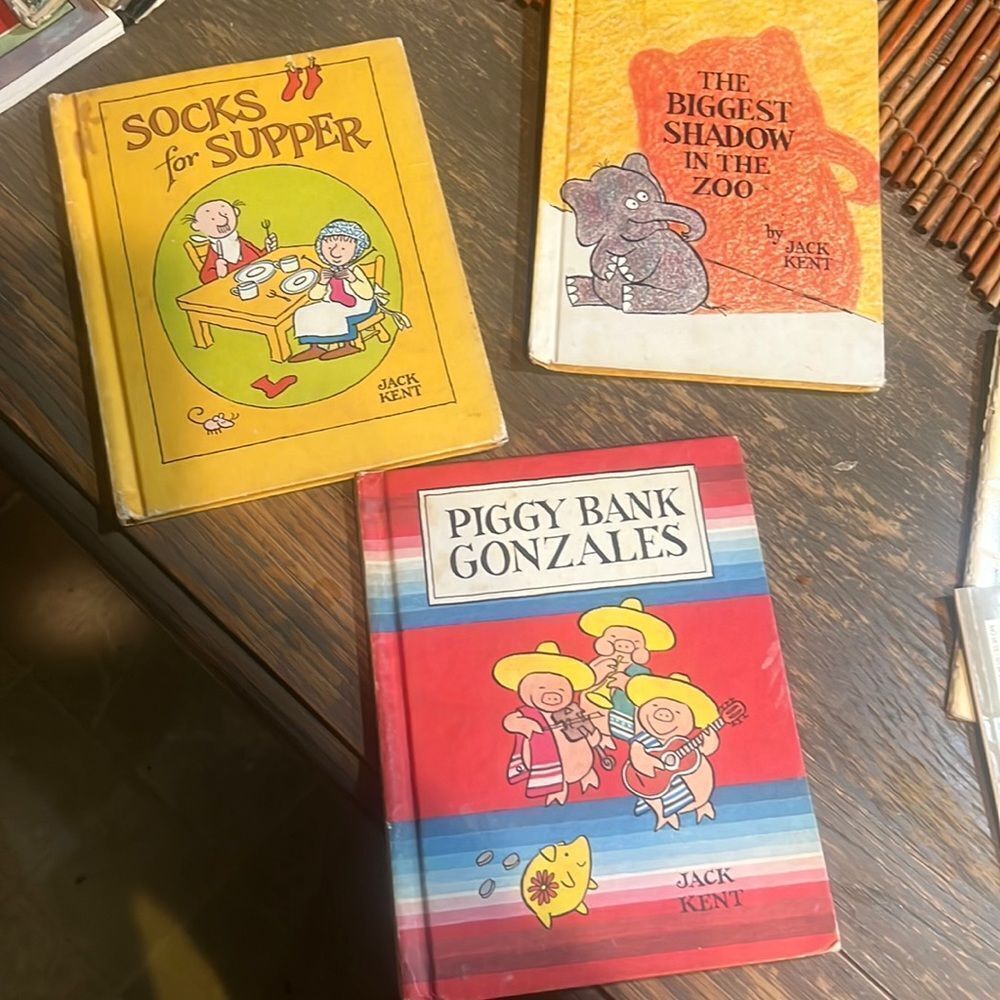 SOCKS
for SUPPER
JACK
KENT
THE
BIGGEST
SHADOW
IN THE
ZOO
by
JACK
KENT
PIGGY BANK
GONZALES
JACK
KENT